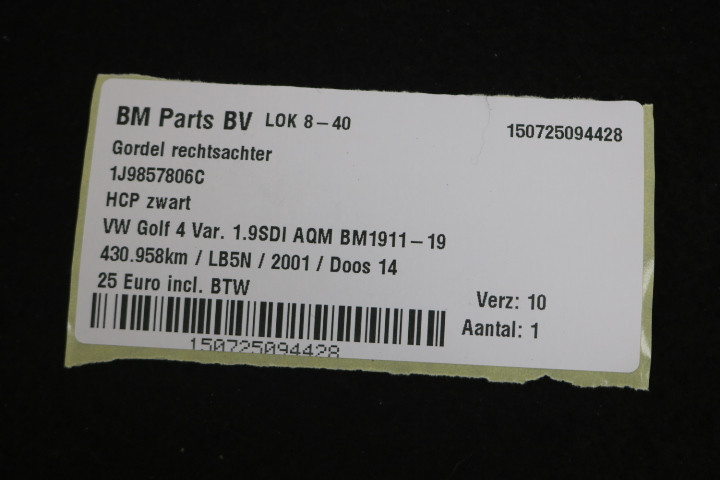 BM Parts BV LOK 8-40 150725094428
Gordel rechtsachter
1J9857806C
HCP zwart
VW Golf 4 Var. 1.9SDI AQM BM1911-19
430.958km / LB5N / 2001 / Doos 14
25 Euro incl. BTW
Verz: 10
Aantal: 1
150725094428